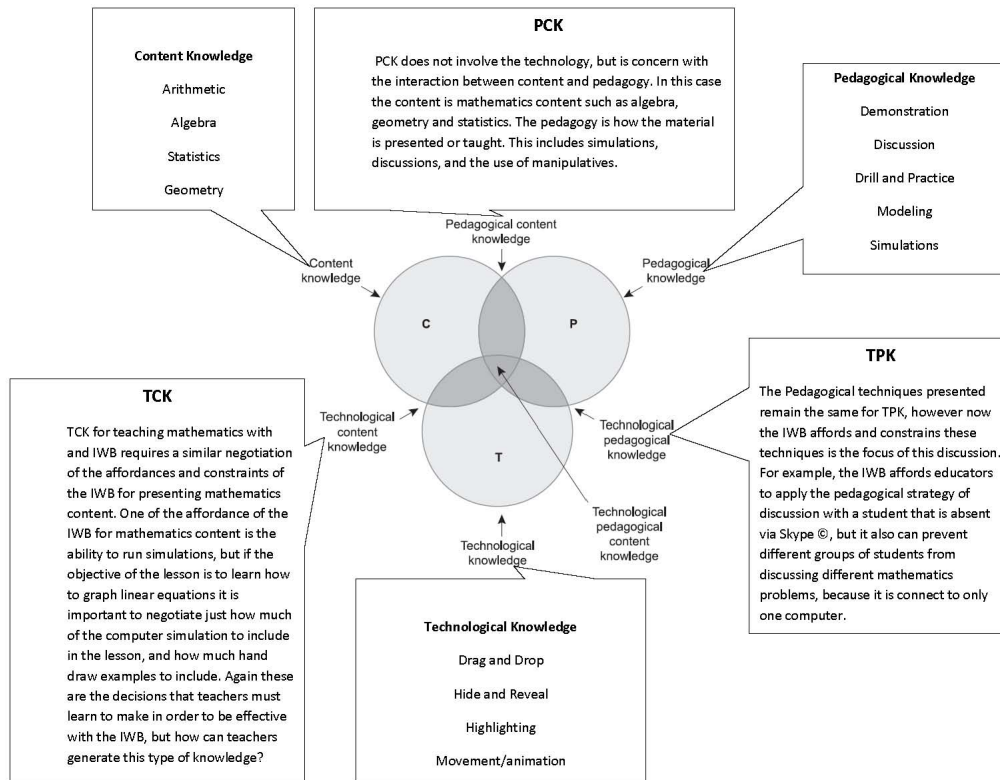 Content Knowledge
Arithmetic
Algebra
Statistics
Geometry
PCK
PCK does not involve the technology, but is concern with
the interaction between content and pedagogy. In this case
the content is mathematics content such as algebra,
geometry and statistics. The pedagogy is how the material
is presented or taught. This includes simulations,
discussions, and the use of manipulatives.
Pedagogical Knowledge
Demonstration
Discussion
Drill and Practice
Modeling
Simulations
Pedagogical content
knowledge
Content
knowledge
Pedagogical
knowledge
C
P
T
TCK
TCK for teaching mathematics with
and IWB requires a similar negotiation
of the affordances and constraints of
the IWB for presenting mathematics
content. One of the affordance of the
IWB for mathematics content is the
ability to run simulations, but if the
objective of the lesson is to learn how
to graph linear equations it is
important to negotiate just how much
of the computer simulation to include
in the lesson, and how much hand
draw examples to include. Again these
are the decisions that teachers must
learn to make in order to be effective
with the IWB, but how can teachers
generate this type of knowledge?
Technological
content
knowledge
Technological
pedagogical
knowledge
Technological
pedagogical
content
knowledge
Technological
knowledge
TPK
The Pedagogical techniques presented
remain the same for TPK, however now
the IWB affords and constrains these
techniques is the focus of this discussion.
For example, the IWB affords educators
to apply the pedagogical strategy of
discussion with a student that is absent
via Skype ©, but it also can prevent
different groups of students from
discussing different mathematics
problems, because it is connect to only
one computer.
Technological Knowledge
Drag and Drop
Hide and Reveal
Highlighting
Movement/animation